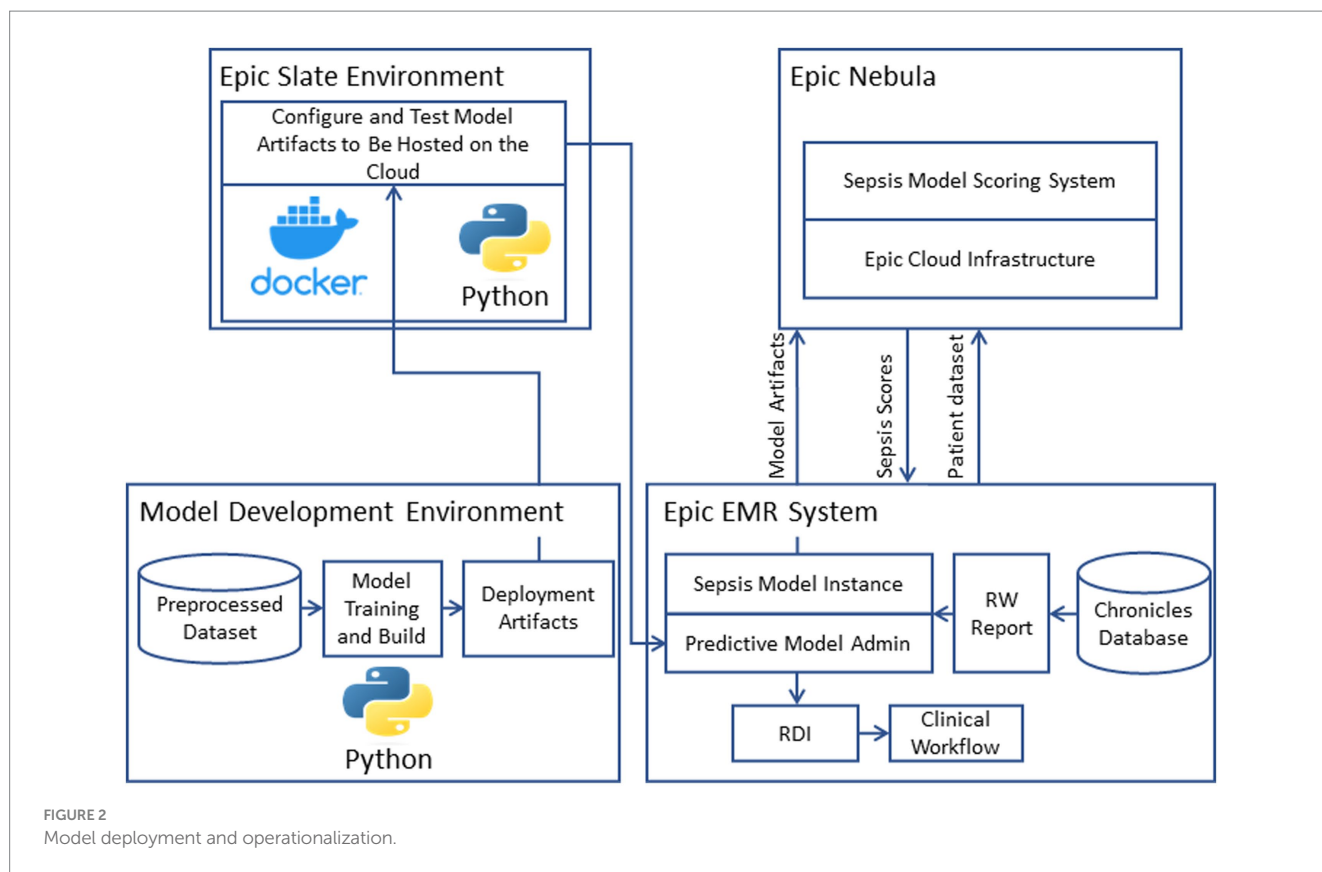 Epic Slate Environment
Configure and Test Model
Artifacts to Be Hosted on the
Cloud
docker
Python
Epic Nebula
Sepsis Model Scoring System
Epic Cloud Infrastructure
Model Artifacts
Sepsis Scores
Patient dataset
Model Development Environment
Preprocessed
Dataset
Model
Training
and Build
Deployment
Artifacts
Python
Epic EMR System
Sepsis Model Instance
Predictive Model Admin
RW
Report
Chronicles
Database
RDI
Clinical
Workflow
FIGURE 2
Model deployment and operationalization.